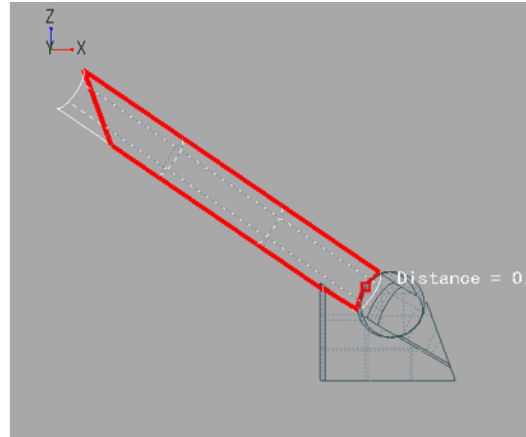 Z
Y X
Distance = 0.